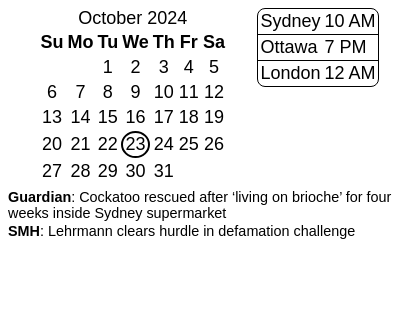 October 2024
Su Mo Tu We Th Fr Sa
1 2 3 4 5
6 7 8 9 10 11 12
13 14 15 16 17 18 19
20 21 22 23 24 25 26
27 28 29 30 31
Sydney 10 AM
Ottawa 7 PM
London 12 AM
Guardian: Cockatoo rescued after ‘living on brioche’ for four
weeks inside Sydney supermarket
SMH: Lehrmann clears hurdle in defamation challenge